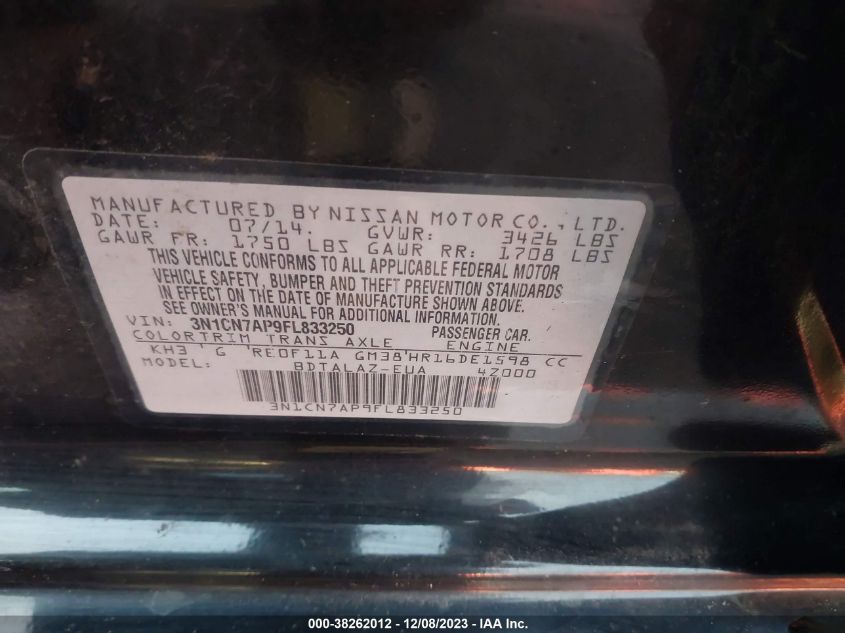 MANUFACTURED BY NISSAN MOTOR CO., LTD.
DATE: 07/14. GVWR: 3426 LBS
GAWR FR: 1750 LBS GAWR RR: 1708 LBS
THIS VEHICLE CONFORMS TO ALL APPLICABLE FEDERAL MOTOR
VEHICLE SAFETY, BUMPER AND THEFT PREVENTION STANDARDS
IN EFFECT ON THE DATE OF MANUFACTURE SHOWN ABOVE.
SEE OWNER'S MANUAL FOR ADDITIONAL INFORMATION.
VIN: 3N1CN7AP9FL833250 PASSENGER CAR.
COLOR TRIM TRANS AXLE ENGINE
KH3 ' G 'RE0F11A GM38'HR16DE1598 CC
MODEL: BDTALAZ-EUA 4Z000
3N1CN7AP9FL833250
000-38262012 - 12/08/2023 - IAA Inc.